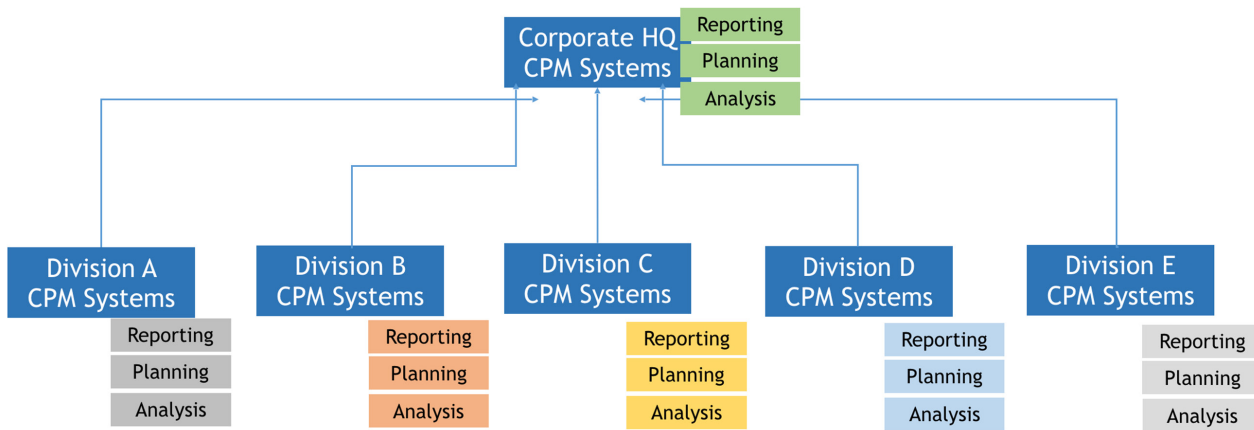 Corporate HQ
CPM Systems
Reporting
Planning
Analysis
Division A
CPM Systems
Reporting
Planning
Analysis
Division B
CPM Systems
Reporting
Planning
Analysis
Division C
CPM Systems
Reporting
Planning
Analysis
Division D
CPM Systems
Reporting
Planning
Analysis
Division E
CPM Systems
Reporting
Planning
Analysis